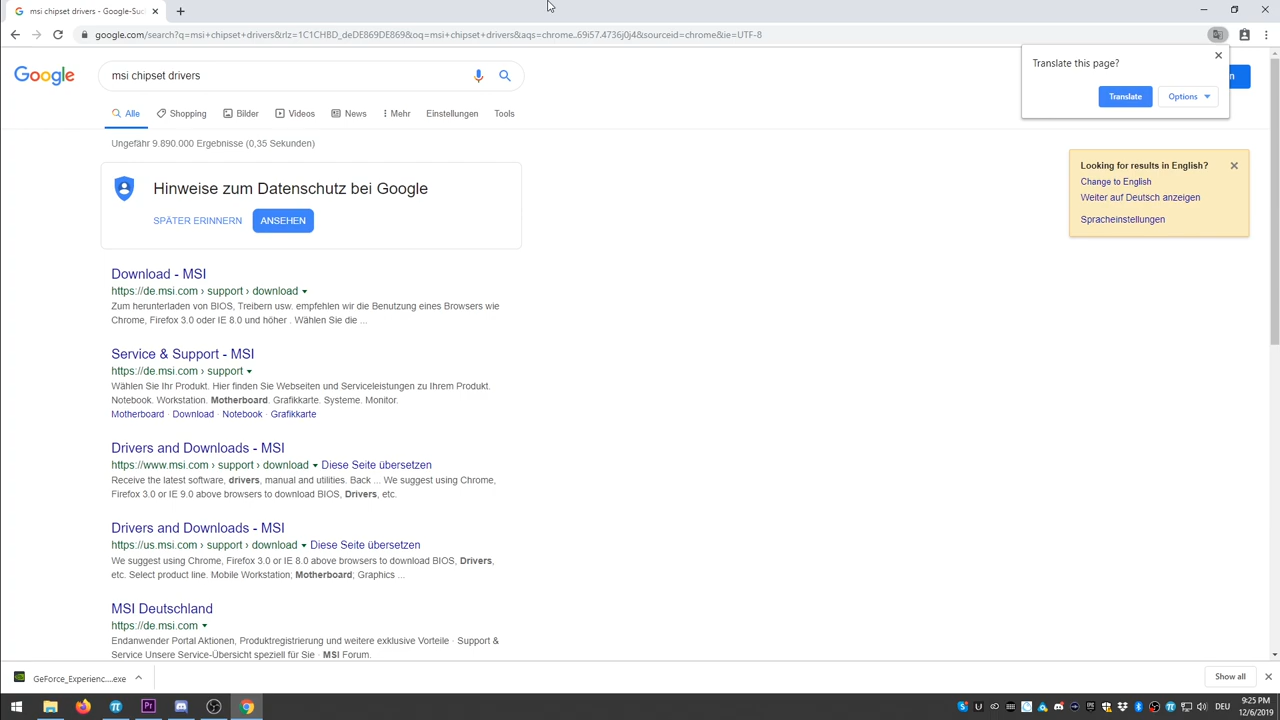 msi chipset drivers - Google-Suc
google.com/search?q=msi+chipset+drivers&rlz=1C1CHBD_deDE869DE869&oq=msi+chipset+drivers&aqs=chrome..69i57.4736j0j4&sourceid=chrome&ie=UTF-8
Google
msi chipset drivers
Translate this page?
Translate
Options
Alle
Shopping
Bilder
Videos
News
Mehr
Einstellungen
Tools
Ungefähr 9.890.000 Ergebnisse (0,35 Sekunden)
Looking for results in English?
Change to English
Weiter auf Deutsch anzeigen
Spracheinstellungen
Hinweise zum Datenschutz bei Google
SPÄTER ERINNERN
ANSEHEN
Download - MSI
https://de.msi.com › support › download
Zum herunterladen von BIOS, Treibern usw. empfehlen wir die Benutzung eines Browsers wie
Chrome, Firefox 3.0 oder IE 8.0 und höher . Wählen Sie die ...
Service & Support - MSI
https://de.msi.com › support
Wählen Sie Ihr Produkt. Hier finden Sie Webseiten und Serviceleistungen zu Ihrem Produkt.
Notebook. Workstation. Motherboard. Grafikkarte. Systeme. Monitor.
Motherboard · Download · Notebook · Grafikkarte
Drivers and Downloads - MSI
https://www.msi.com › support › download Diese Seite übersetzen
Receive the latest software, drivers, manual and utilities. Back ... We suggest using Chrome,
Firefox 3.0 or IE 9.0 above browsers to download BIOS, Drivers, etc.
Drivers and Downloads - MSI
https://us.msi.com › support › download Diese Seite übersetzen
We suggest using Chrome, Firefox 3.0 or IE 8.0 above browsers to download BIOS, Drivers,
etc. Select product line. Mobile Workstation; Motherboard; Graphics ...
MSI Deutschland
https://de.msi.com
Endanwender Portal Aktionen, Produktregistrierung und weitere exklusive Vorteile · Support &
Service Unsere Service-Übersicht speziell für Sie · MSI Forum.
GeForce_Experienc....exe
Show all
DEU
9:25 PM
12/6/2019